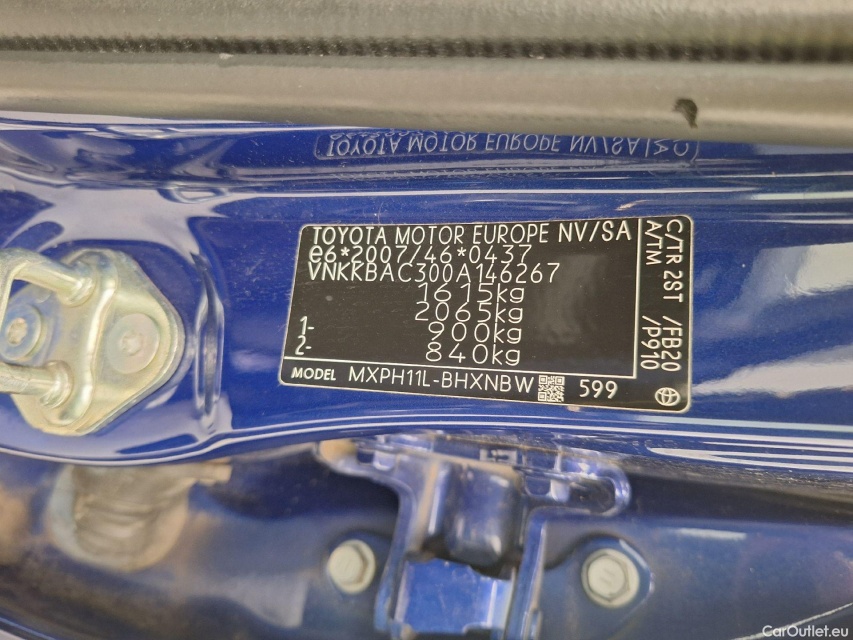 TOYOTA MOTOR EUROPE NV/SA
e6*2007/46*0437
VNKKBAC300A146267
1615kg
2065kg
1- 900kg
2- 840kg
MODEL MXPH11L-BHXNBW 599
C/TR 2ST /FB20
A/TM /P910
TOYOTA MOTOR EUROPE NV/SA
CarOutlet.eu